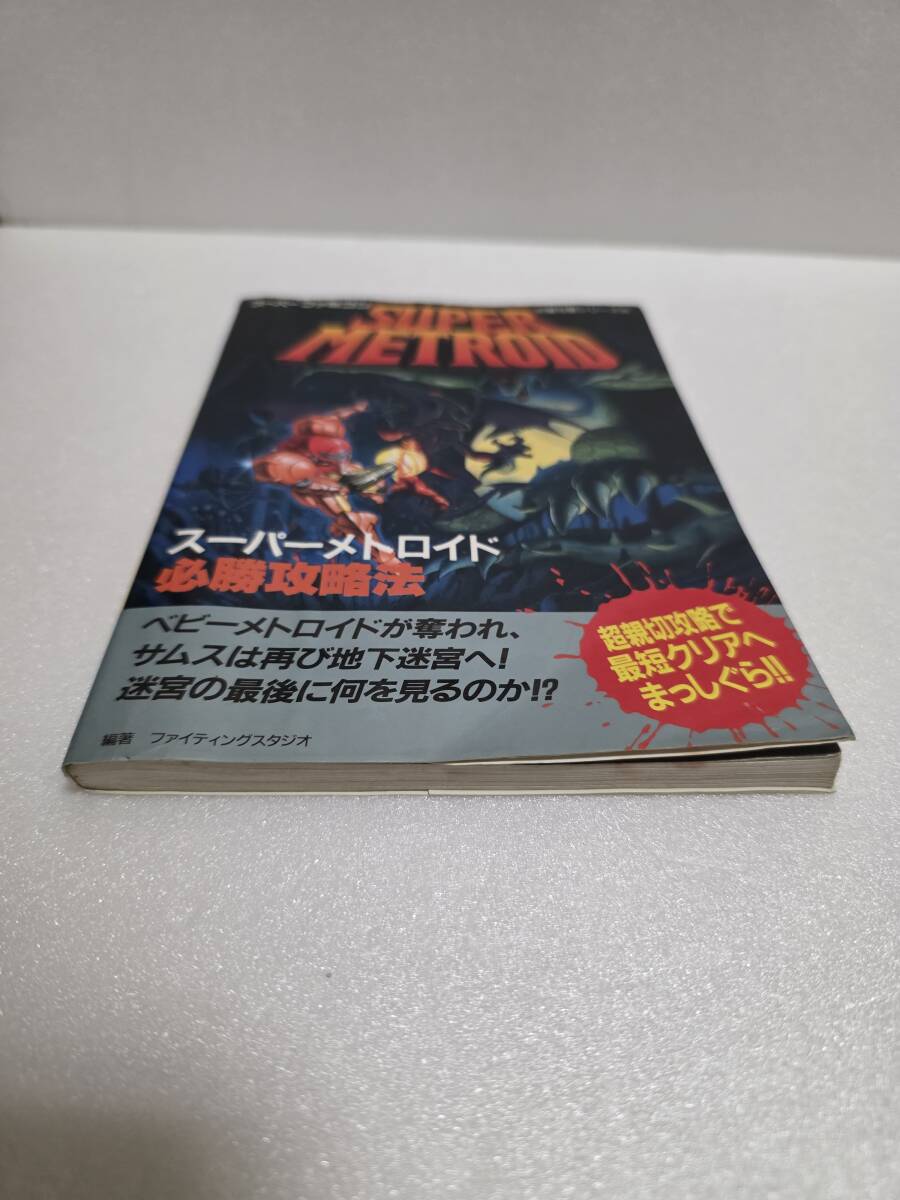 SUPER
METROID
スーパーメトロイド
必勝攻略法
ベビーメトロイドが奪われ、
サムスは再び地下迷宮へ!
迷宮の最後に何を見るのか!?
超親切攻略で
最短クリアへ
まっしぐら!!
編著 ファイティングスタジオ